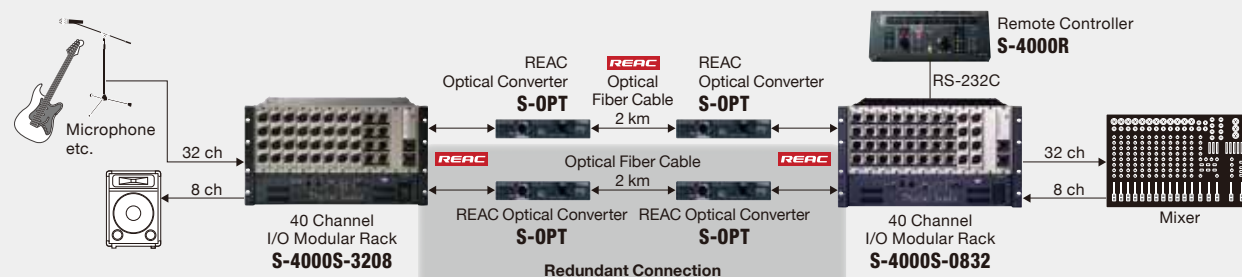 Remote Controller
S-4000R
RS-232C
REAC
Optical Converter
S-OPT
REAC
Optical
Fiber Cable
2 km
REAC
Optical Converter
S-OPT
Microphone
etc.
32 ch
8 ch
REAC
Optical Fiber Cable
2 km
REAC
32 ch
8 ch
REAC Optical Converter
S-OPT
REAC Optical Converter
S-OPT
40 Channel
I/O Modular Rack
S-4000S-3208
40 Channel
I/O Modular Rack
S-4000S-0832
Mixer
Redundant Connection